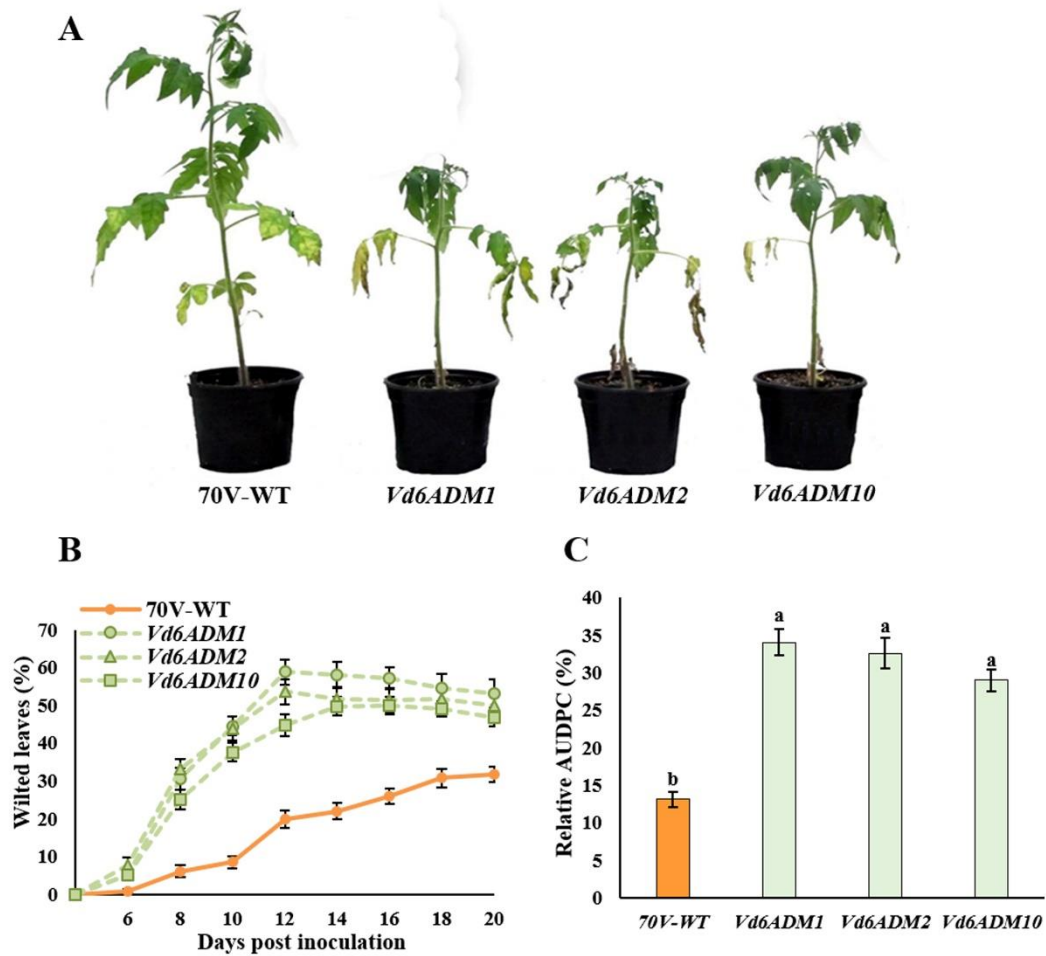 A
70V-WT Vd6ADM1 Vd6ADM2 Vd6ADM10
B
70V-WT
Vd6ADM1
Vd6ADM2
Vd6ADM10
Wilted leaves (%)
70
60
50
40
30
20
10
0
6 8 10 12 14 16 18 20
Days post inoculation
C
Relative AUDPC (%)
40
35
30
25
20
15
10
5
0
b a a a
70V-WT Vd6ADM1 Vd6ADM2 Vd6ADM10